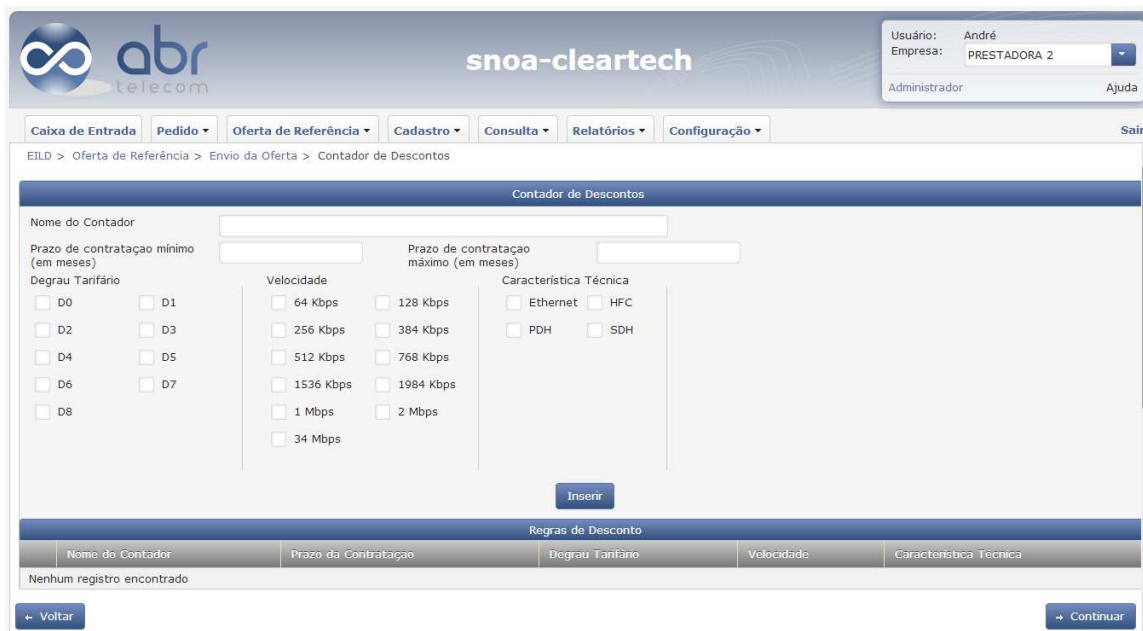 abr
telecom
snoa-cleartech
Usuário: André
Empresa: PRESTADORA 2
Administrador Ajuda
Caixa de Entrada Pedido Oferta de Referência Cadastro Consulta Relatórios Configuração Sair
EILD > Oferta de Referência > Envio da Oferta > Contador de Descontos
Contador de Descontos
Nome do Contador
Prazo de contrataçao mínimo
(em meses)
Prazo de contrataçao
máximo (em meses)
Degrau Tarifário Velocidade Característica Técnica
D0 D1 64 Kbps 128 Kbps Ethernet HFC
D2 D3 256 Kbps 384 Kbps PDH SDH
D4 D5 512 Kbps 768 Kbps
D6 D7 1536 Kbps 1984 Kbps
D8 1 Mbps 2 Mbps
34 Mbps
Inserir
Regras de Desconto
Nome do Contador Prazo da Contrataçao Degrau Tarifário Velocidade Característica Técnica
Nenhum registro encontrado
← Voltar → Continuar